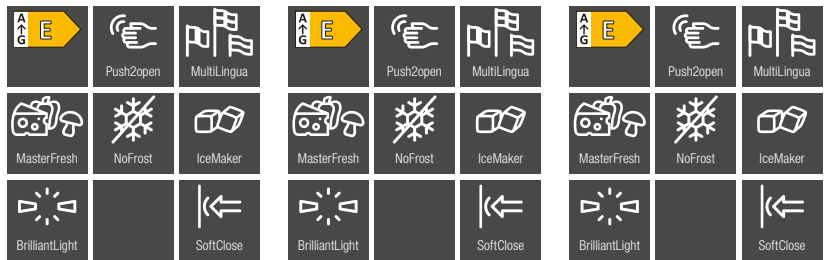 A G E
Push2open
MultiLingua
MasterFresh
NoFrost
IceMaker
BrilliantLight
SoftClose
A G E
Push2open
MultiLingua
MasterFresh
NoFrost
IceMaker
BrilliantLight
SoftClose
A G E
Push2open
MultiLingua
MasterFresh
NoFrost
IceMaker
BrilliantLight
SoftClose